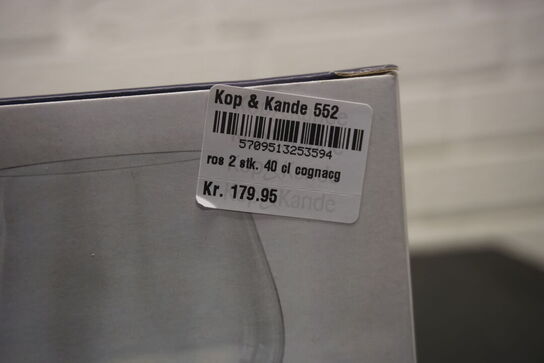 Kop & Kande 552
5709513253594
ros 2 stk. 40 cl cognacg
Kr. 179.95